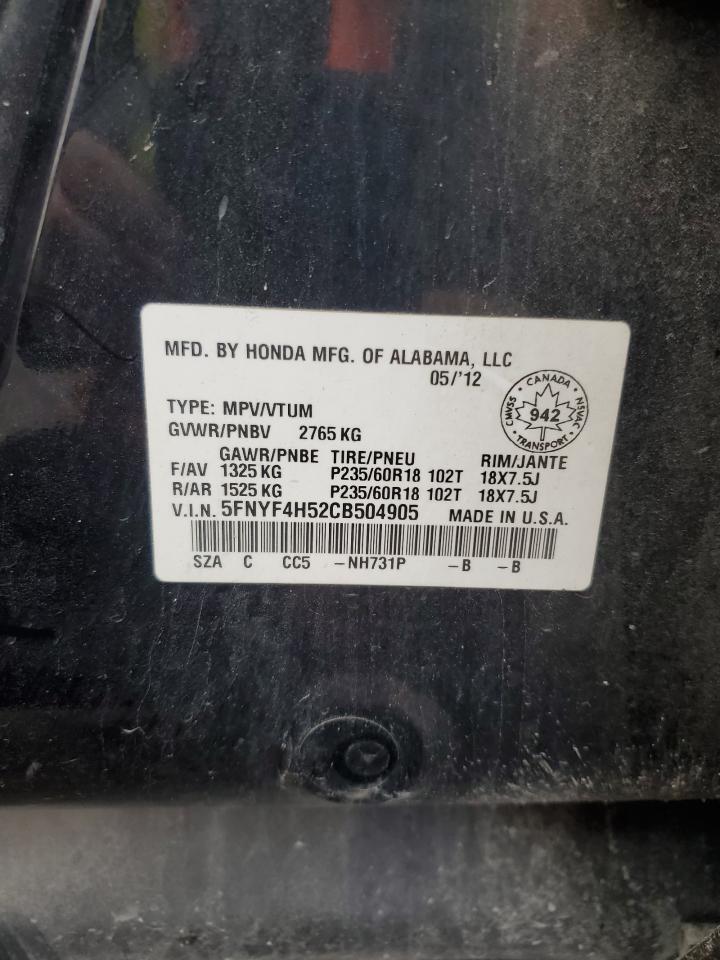 MFD. BY HONDA MFG. OF ALABAMA, LLC
05/'12
TYPE: MPV/VTUM
GVWR/PNBV 2765 KG
CANADA
CMVSS 942 NSVAC
TRANSPORT
GAWR/PNBE TIRE/PNEU RIM/JANTE
F/AV 1325 KG P235/60R18 102T 18X7.5J
R/AR 1525 KG P235/60R18 102T 18X7.5J
V.I.N. 5FNYF4H52CB504905 MADE IN U.S.A.
SZA C CC5 -NH731P -B -B